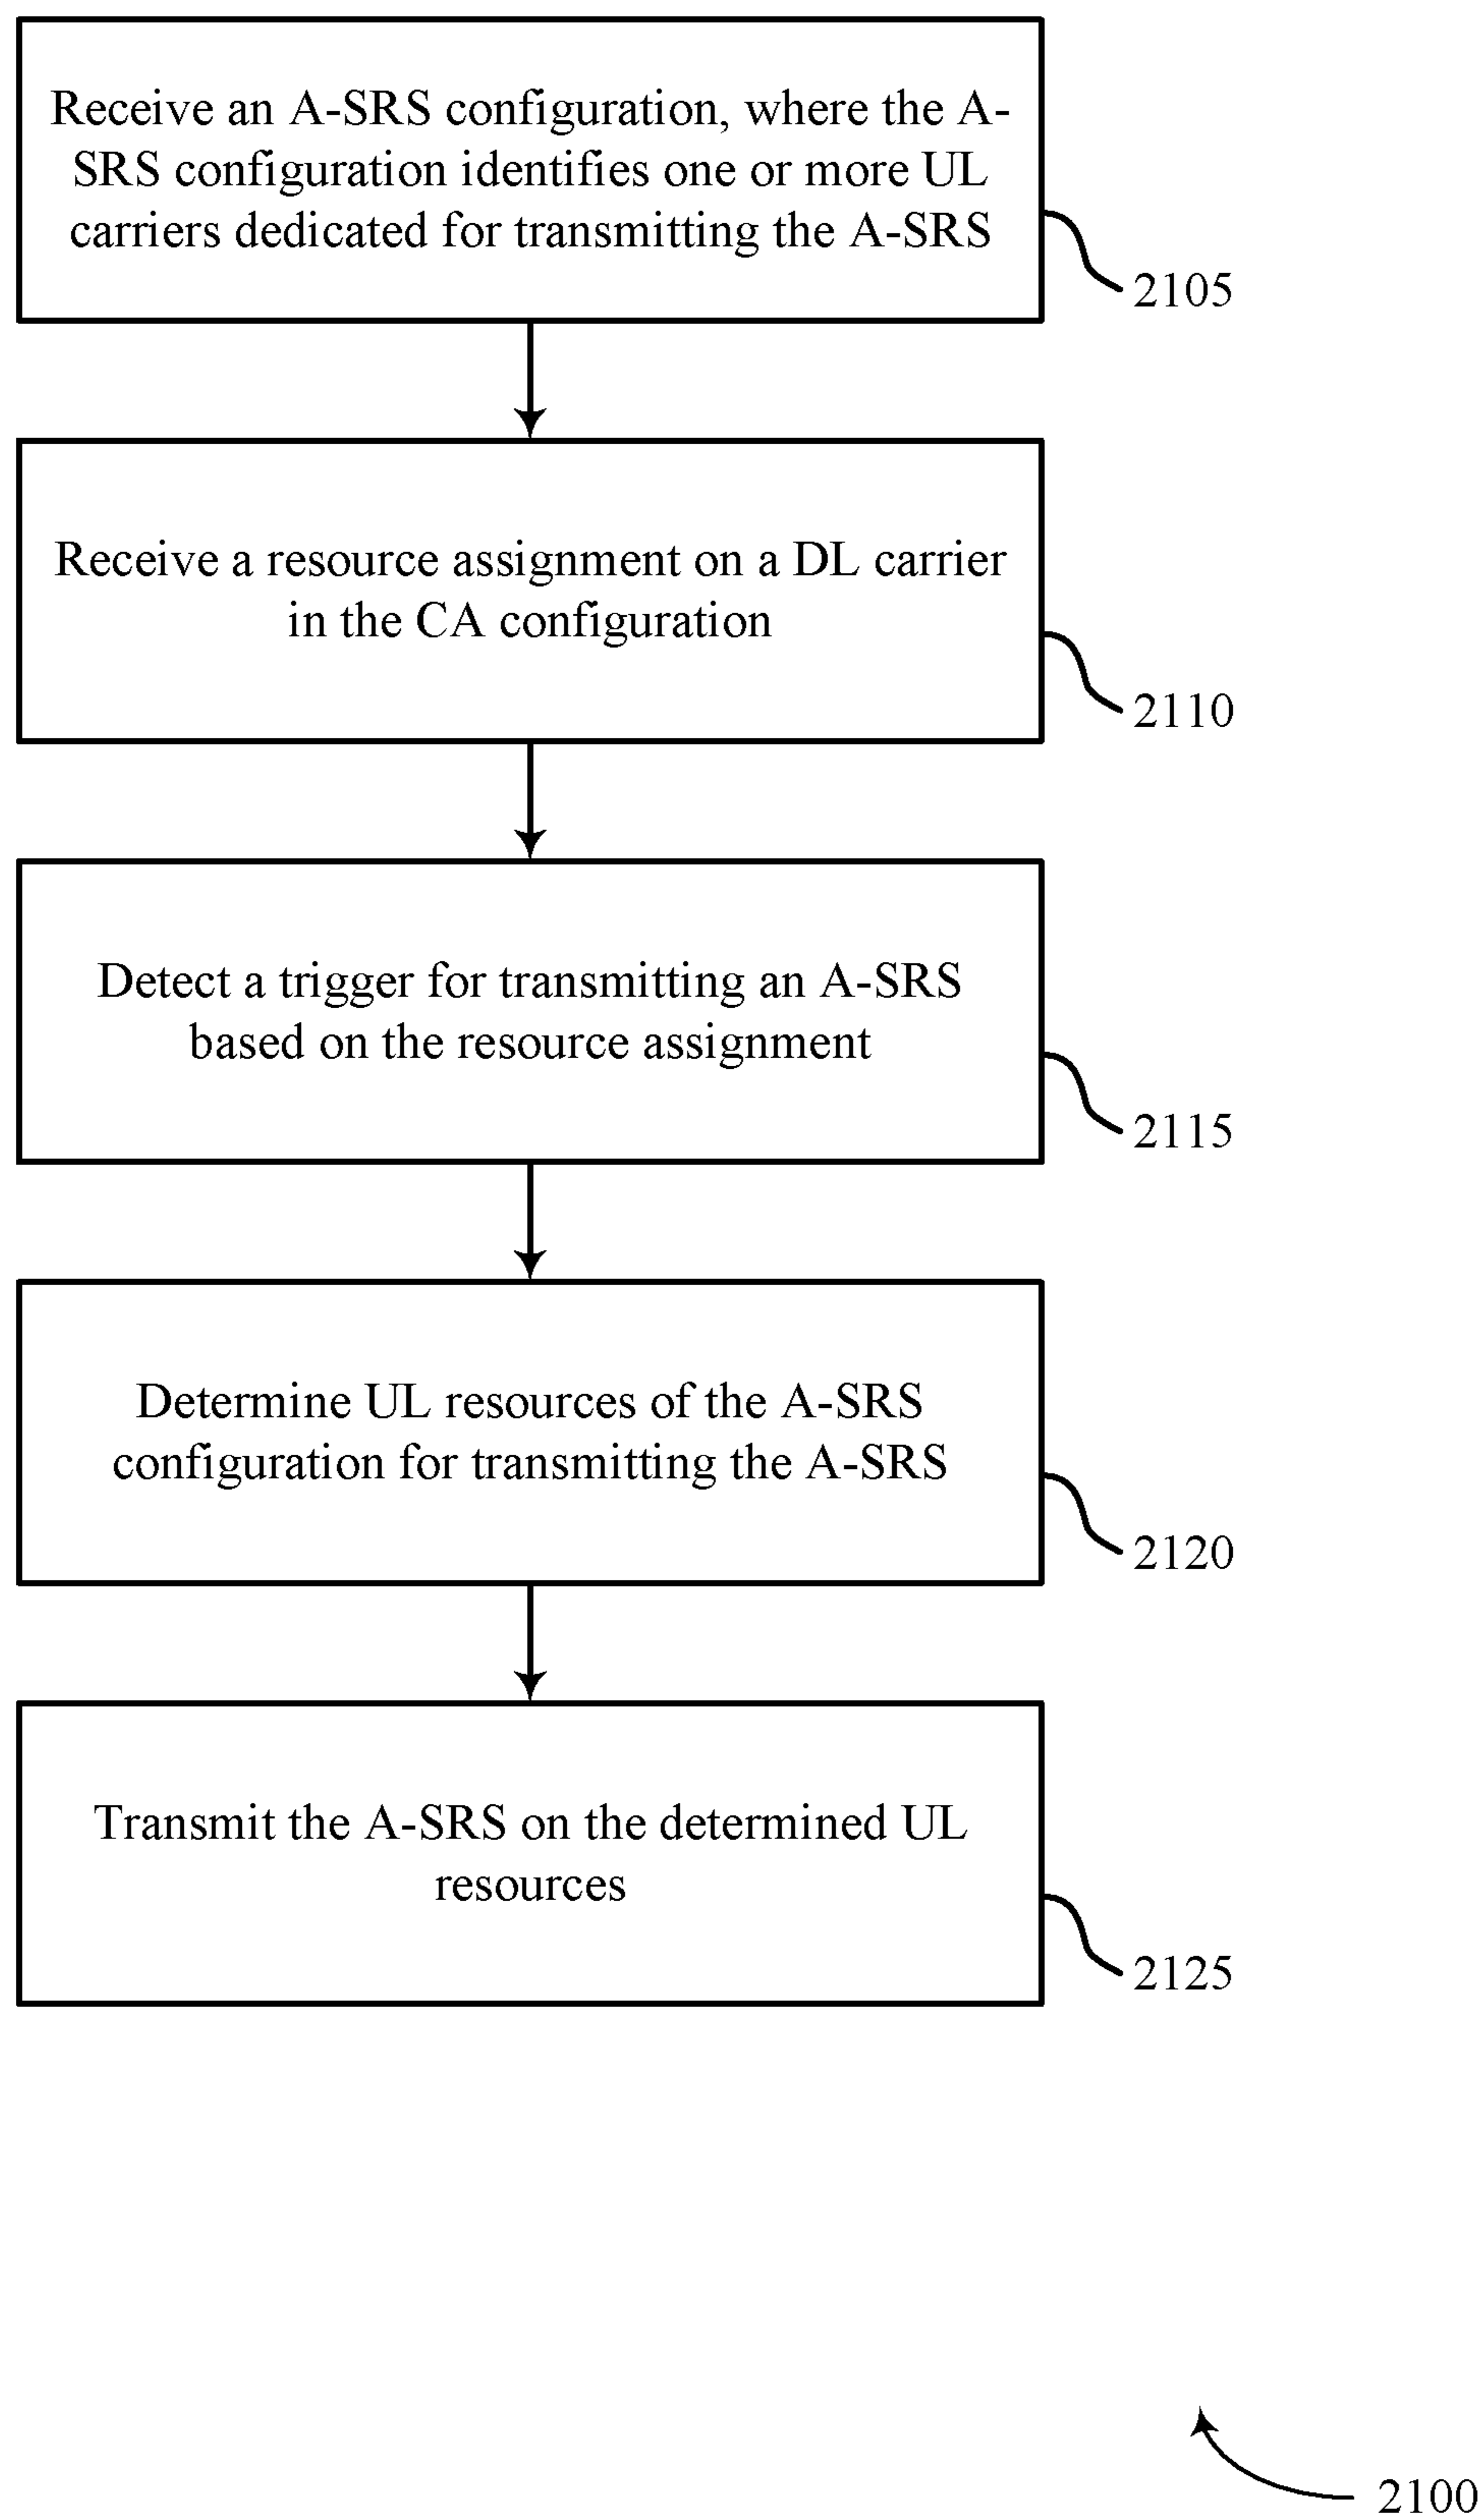 Receive an A-SRS configuration, where the A-
SRS configuration identifies one or more UL
carriers dedicated for transmitting the A-SRS
2105
Receive a resource assignment on a DL carrier
in the CA configuration
2110
Detect a trigger for transmitting an A-SRS
based on the resource assignment
2115
Determine UL resources of the A-SRS
configuration for transmitting the A-SRS
2120
Transmit the A-SRS on the determined UL
resources
2125
2100